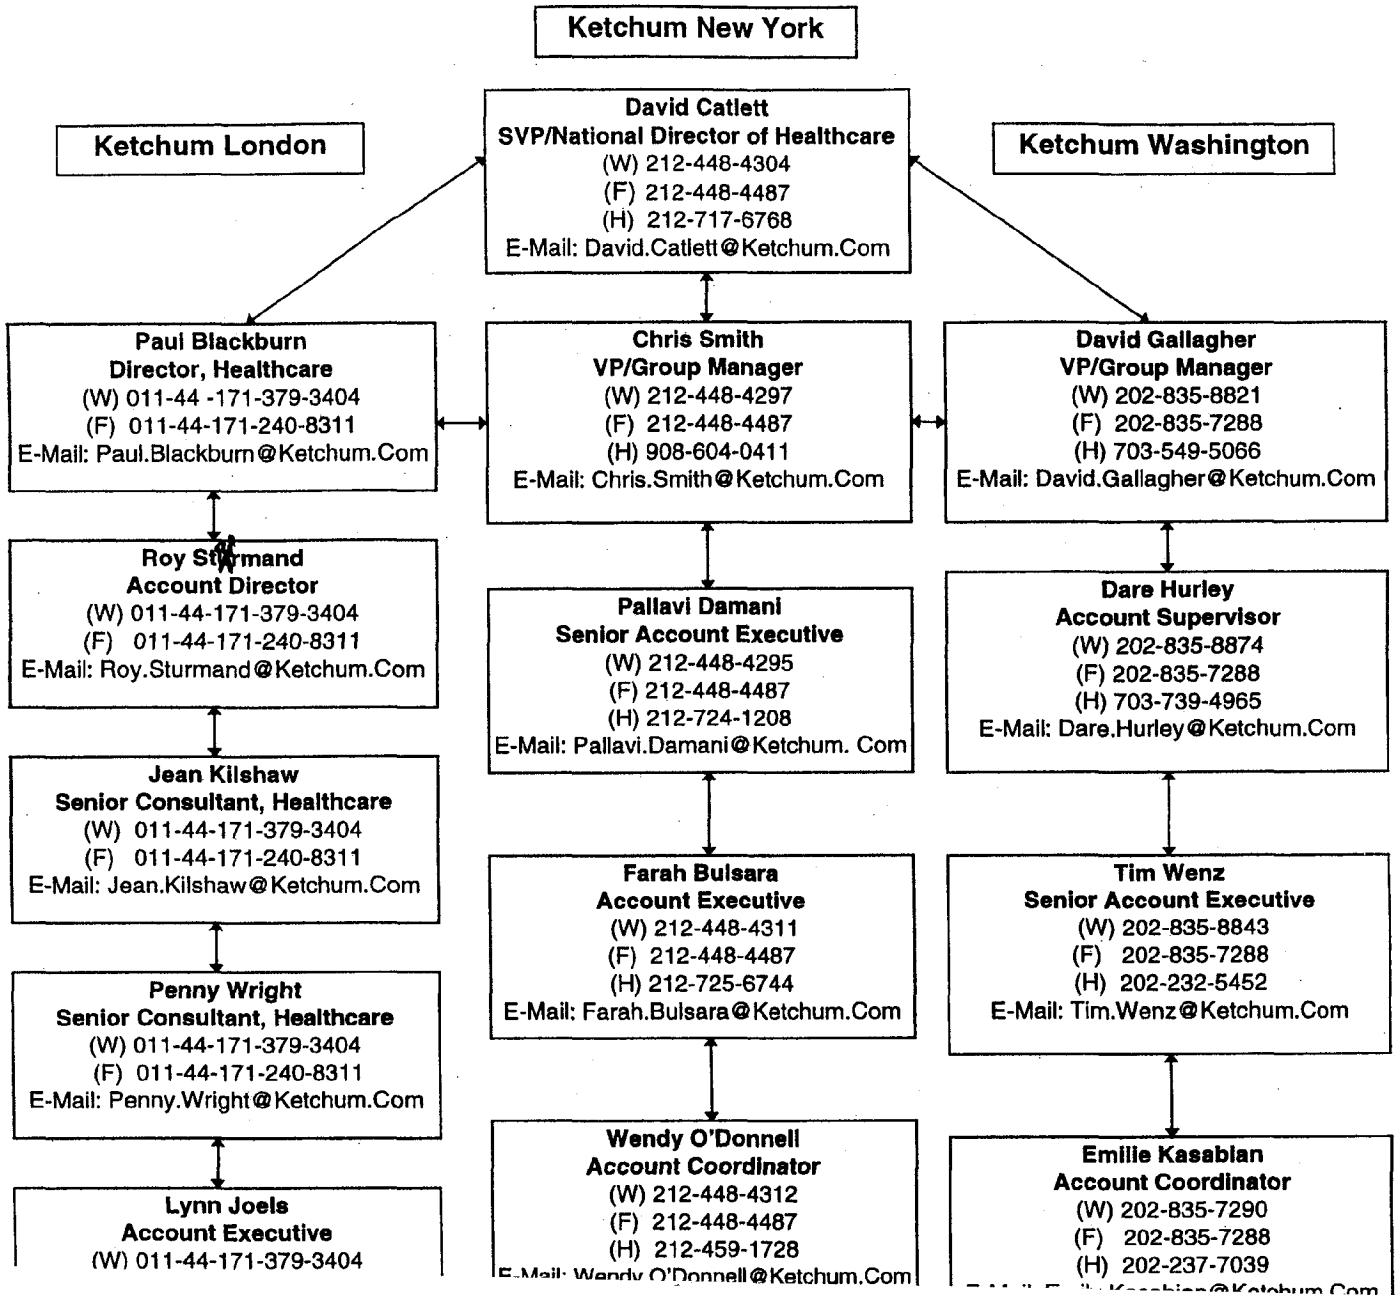 Ketchum New York
Ketchum London
Ketchum Washington
David Catlett
SVP/National Director of Healthcare
(W) 212-448-4304
(F) 212-448-4487
(H) 212-717-6768
E-Mail: David.Catlett@Ketchum.Com
Paul Blackburn
Director, Healthcare
(W) 011-44 -171-379-3404
(F) 011-44-171-240-8311
E-Mail: Paul.Blackburn@Ketchum.Com
Roy Sturmand
Account Director
(W) 011-44-171-379-3404
(F) 011-44-171-240-8311
E-Mail: Roy.Sturmand@Ketchum.Com
Jean Kilshaw
Senior Consultant, Healthcare
(W) 011-44-171-379-3404
(F) 011-44-171-240-8311
E-Mail: Jean.Kilshaw@Ketchum.Com
Penny Wright
Senior Consultant, Healthcare
(W) 011-44-171-379-3404
(F) 011-44-171-240-8311
E-Mail: Penny.Wright@Ketchum.Com
Lynn Joels
Account Executive
(W) 011-44-171-379-3404
Chris Smith
VP/Group Manager
(W) 212-448-4297
(F) 212-448-4487
(H) 908-604-0411
E-Mail: Chris.Smith@Ketchum.Com
Pallavi Damani
Senior Account Executive
(W) 212-448-4295
(F) 212-448-4487
(H) 212-724-1208
E-Mail: Pallavi.Damani@Ketchum. Com
Farah Bulsara
Account Executive
(W) 212-448-4311
(F) 212-448-4487
(H) 212-725-6744
E-Mail: Farah.Bulsara@Ketchum.Com
Wendy O'Donnell
Account Coordinator
(W) 212-448-4312
(F) 212-448-4487
(H) 212-459-1728
E-Mail: Wendy.O'Donnell@Ketchum.Com
David Gallagher
VP/Group Manager
(W) 202-835-8821
(F) 202-835-7288
(H) 703-549-5066
E-Mail: David.Gallagher@Ketchum.Com
Dare Hurley
Account Supervisor
(W) 202-835-8874
(F) 202-835-7288
(H) 703-739-4965
E-Mail: Dare.Hurley@Ketchum.Com
Tim Wenz
Senior Account Executive
(W) 202-835-8843
(F) 202-835-7288
(H) 202-232-5452
E-Mail: Tim.Wenz@Ketchum.Com
Emilie Kasabian
Account Coordinator
(W) 202-835-7290
(F) 202-835-7288
(H) 202-237-7039